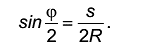 sin φ/2 = s/2R.